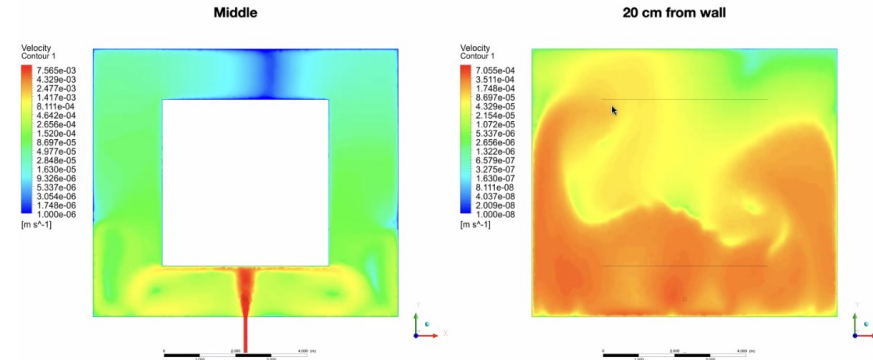 Middle
20 cm from wall
Velocity
Contour 1
7.565e-03
4.329e-03
2.477e-03
1.417e-03
8.111e-04
4.642e-04
2.656e-04
1.520e-04
8.697e-05
4.977e-05
2.848e-05
1.630e-05
9.326e-06
5.337e-06
3.054e-06
1.748e-06
1.000e-06
[m s^-1]
Velocity
Contour 1
7.055e-04
3.511e-04
1.748e-04
8.697e-05
4.329e-05
2.154e-05
1.072e-05
5.337e-06
2.656e-06
1.322e-06
6.579e-07
3.275e-07
1.630e-07
8.111e-08
4.037e-08
2.009e-08
1.000e-08
[m s^-1]